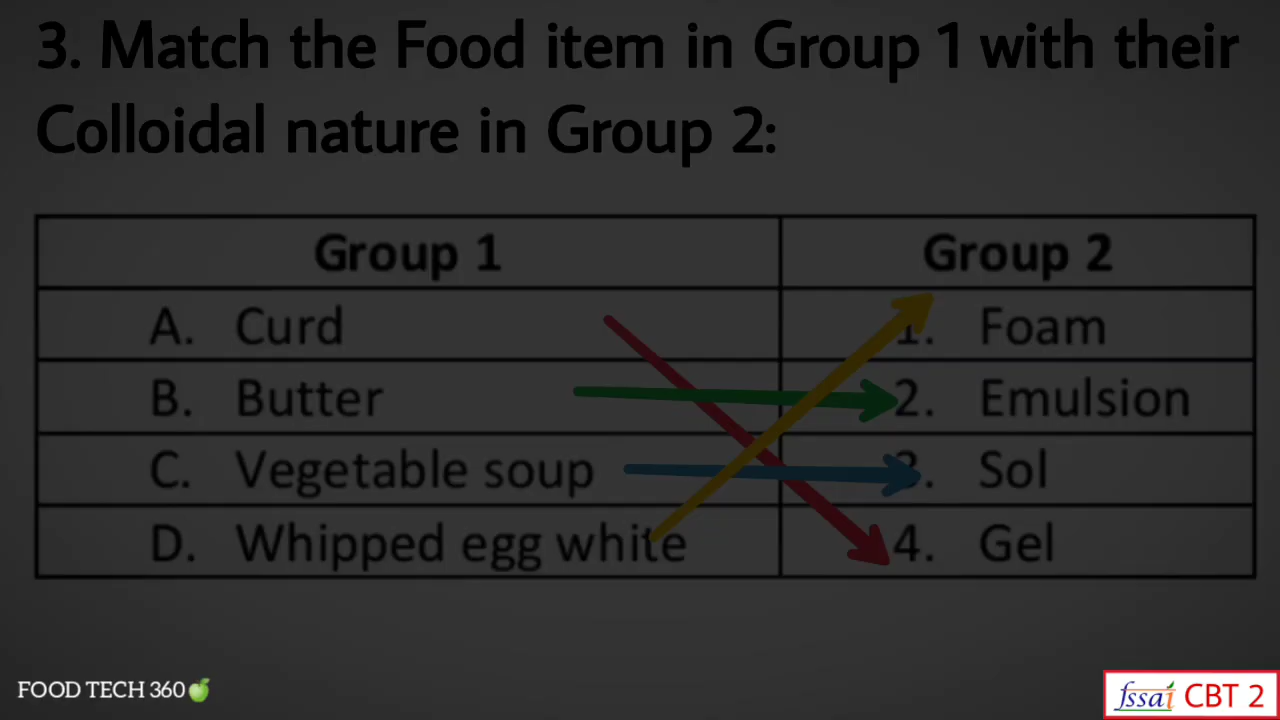 3. Match the Food item in Group 1 with their
Colloidal nature in Group 2:
Group 1 Group 2
A. Curd 1. Foam
B. Butter 2. Emulsion
C. Vegetable soup 3. Sol
D. Whipped egg white 4. Gel
FOOD TECH 360
fssai CBT 2